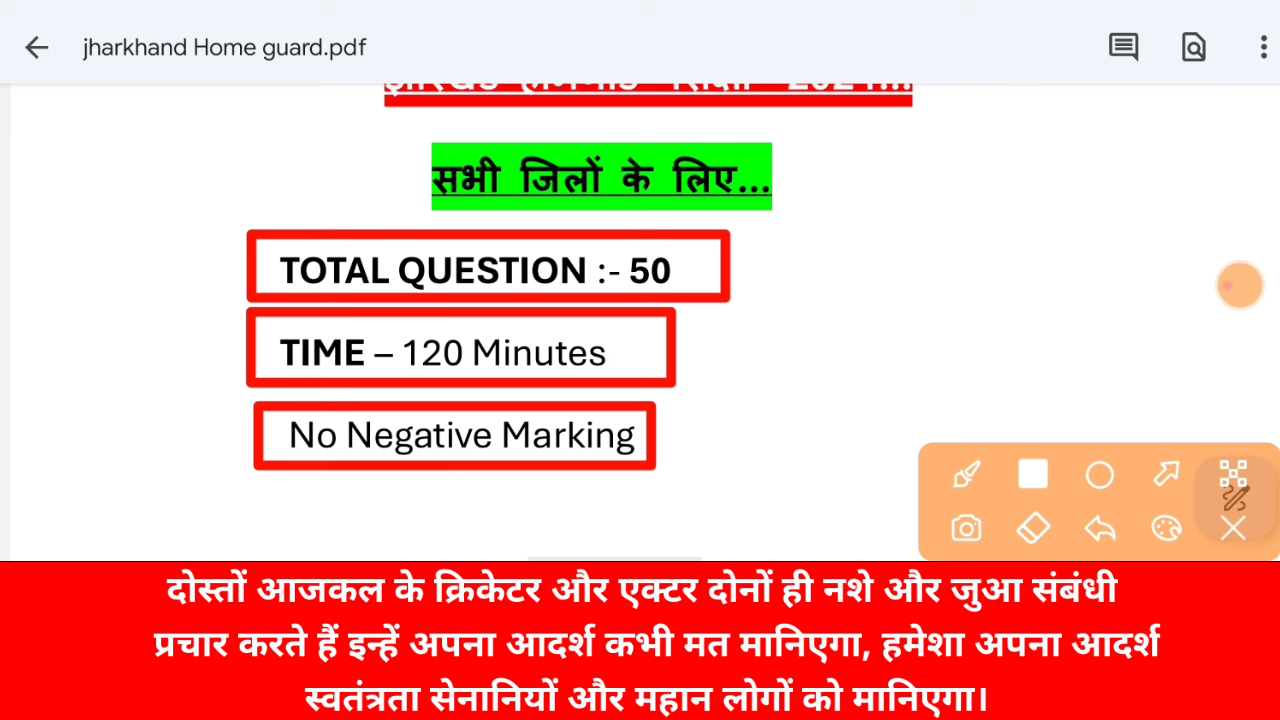 jharkhand Home guard.pdf
सभी जिलों के लिए...
TOTAL QUESTION :- 50
TIME – 120 Minutes
No Negative Marking
दोस्तों आजकल के क्रिकेटर और एक्टर दोनों ही नशे और जुआ संबंधी
प्रचार करते हैं इन्हें अपना आदर्श कभी मत मानिएगा, हमेशा अपना आदर्श
स्वतंत्रता सेनानियों और महान लोगों को मानिएगा।